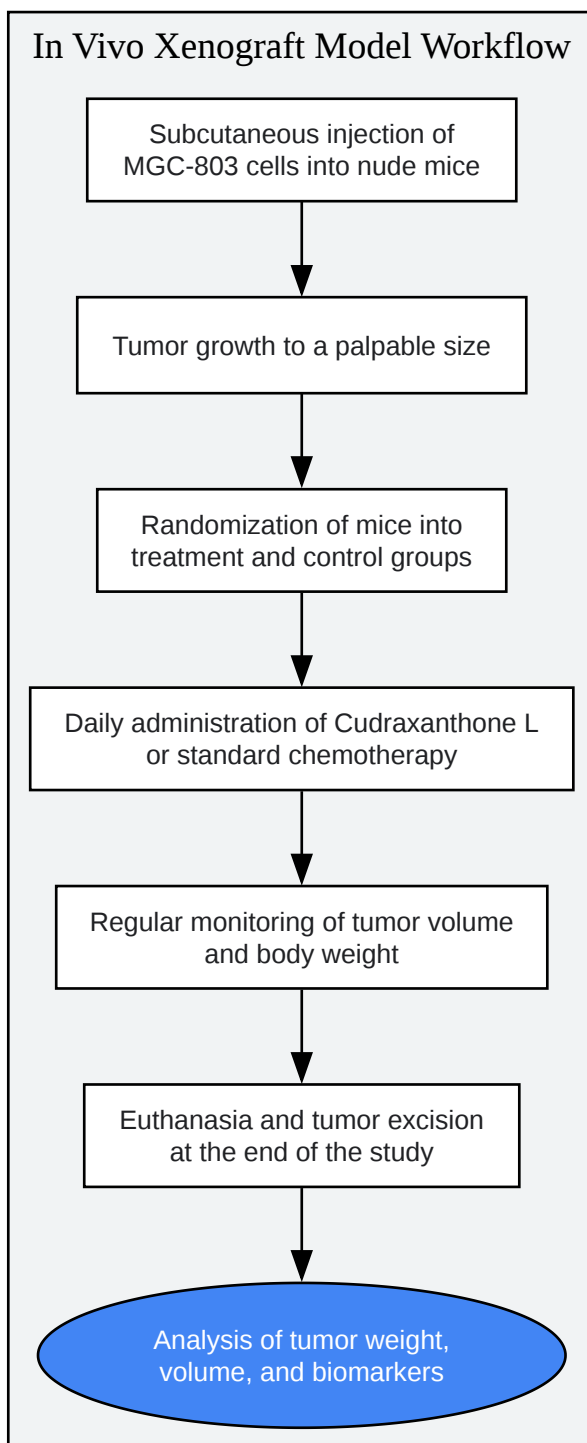 In Vivo Xenograft Model Workflow
Subcutaneous injection of
MGC-803 cells into nude mice
Tumor growth to a palpable size
Randomization of mice into
treatment and control groups
Daily administration of Cudraxanthone L
or standard chemotherapy
Regular monitoring of tumor volume
and body weight
Euthanasia and tumor excision
at the end of the study
Analysis of tumor weight,
volume, and biomarkers